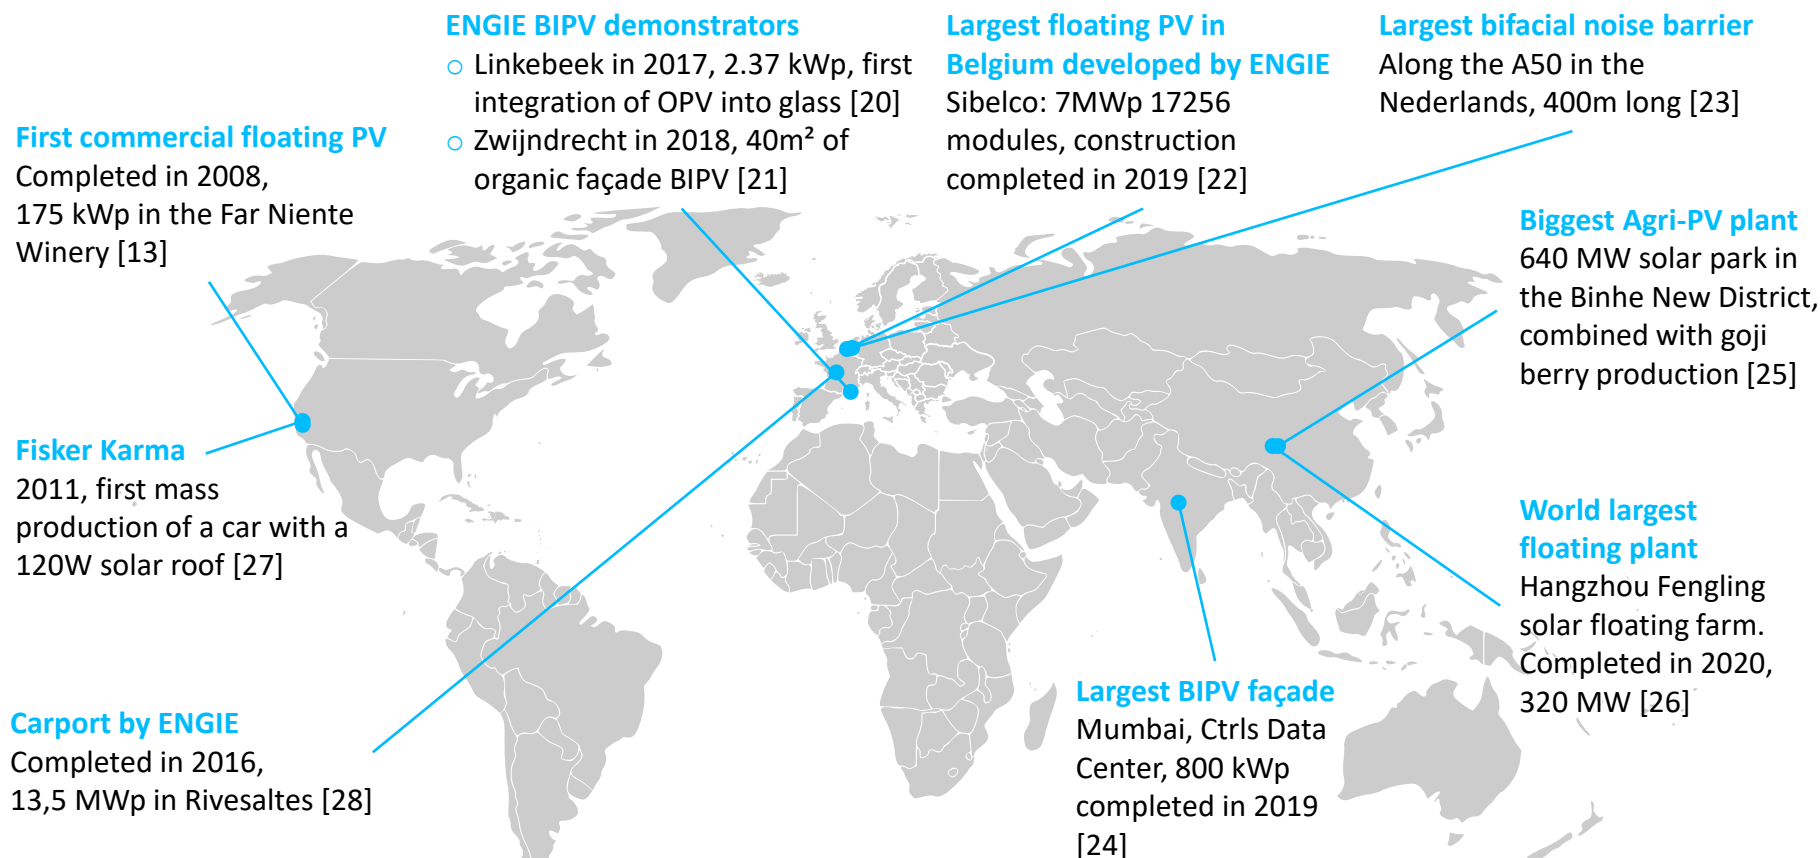 ENGIE BIPV demonstrators
○ Linkebeek in 2017, 2.37 kWp, first
integration of OPV into glass [20]
○ Zwijndrecht in 2018, 40m² of
organic façade BIPV [21]
Largest floating PV in
Belgium developed by ENGIE
Sibelco: 7MWp 17256
modules, construction
completed in 2019 [22]
Largest bifacial noise barrier
Along the A50 in the
Nederlands, 400m long [23]
First commercial floating PV
Completed in 2008,
175 kWp in the Far Niente
Winery [13]
Biggest Agri-PV plant
640 MW solar park in
the Binhe New District,
combined with goji
berry production [25]
Fisker Karma
2011, first mass
production of a car with a
120W solar roof [27]
World largest
floating plant
Hangzhou Fengling
solar floating farm.
Completed in 2020,
320 MW [26]
Carport by ENGIE
Completed in 2016,
13,5 MWp in Rivesaltes [28]
Largest BIPV façade
Mumbai, Ctrls Data
Center, 800 kWp
completed in 2019
[24]